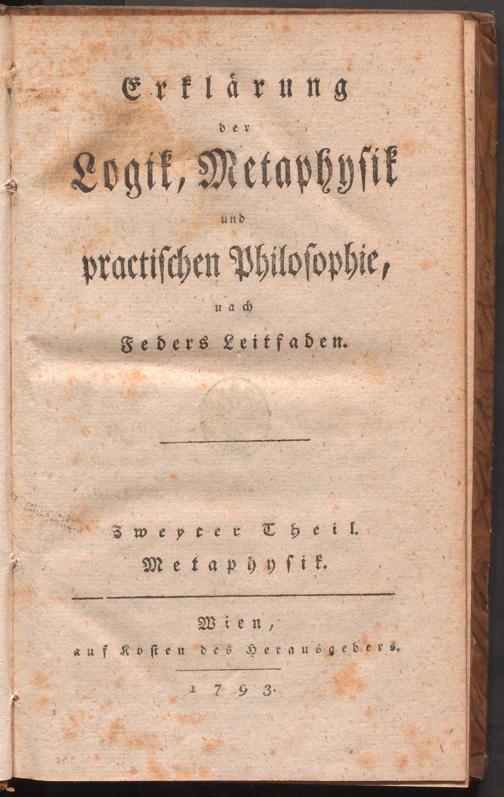 Erklärung
der
Logik, Metaphysik
und
practischen Philosophie,
nach
Feders Leitfaden.
Zweyter Theil.
Metaphysik.
Wien,
auf Kosten des Herausgebers.
1793.